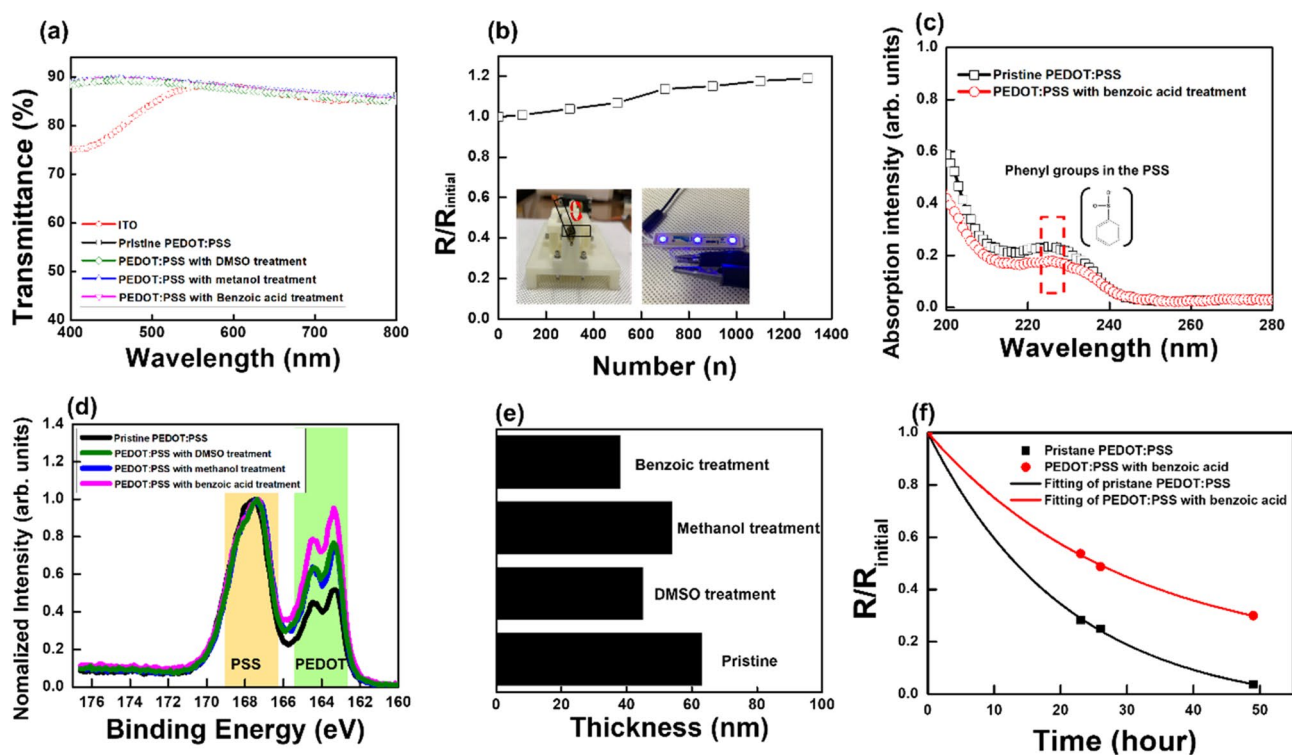 (a)
Transmittance (%)
90
80
70
60
50
40
400
500
600
700
800
ITO
Pristine PEDOT:PSS
PEDOT:PSS with DMSO treatment
PEDOT:PSS with metanol treatment
PEDOT:PSS with Benzoic acid treatment
Wavelength (nm)
(b)
R/Rinitial
1.2
1.0
0.8
0.6
0.4
0.2
0.0
0
200
400
600
800
1000
1200
1400
Number (n)
(c)
Absorption intensity (arb. units)
1.0
0.8
0.6
0.4
0.2
0.0
200
220
240
260
280
Pristine PEDOT:PSS
PEDOT:PSS with benzoic acid treatment
Phenyl groups in the PSS
Wavelength (nm)
(d)
Nomalized Intensity (arb. units)
1.4
1.2
1.0
0.8
0.6
0.4
0.2
0.0
Pristine PEDOT:PSS
PEDOT:PSS with DMSO treatment
PEDOT:PSS with methanol treatment
PEDOT:PSS with benzoic acid treatment
PSS
PEDOT
176
174
172
170
168
166
164
162
160
Binding Energy (eV)
(e)
Benzoic treatment
Methanol treatment
DMSO treatment
Pristine
0
20
40
60
80
100
Thickness (nm)
(f)
R/Rinitial
1.0
0.8
0.6
0.4
0.2
0.0
Pristane PEDOT:PSS
PEDOT:PSS with benzoic acid
Fitting of pristane PEDOT:PSS
Fitting of PEDOT:PSS with benzoic acid
0
10
20
30
40
50
Time (hour)